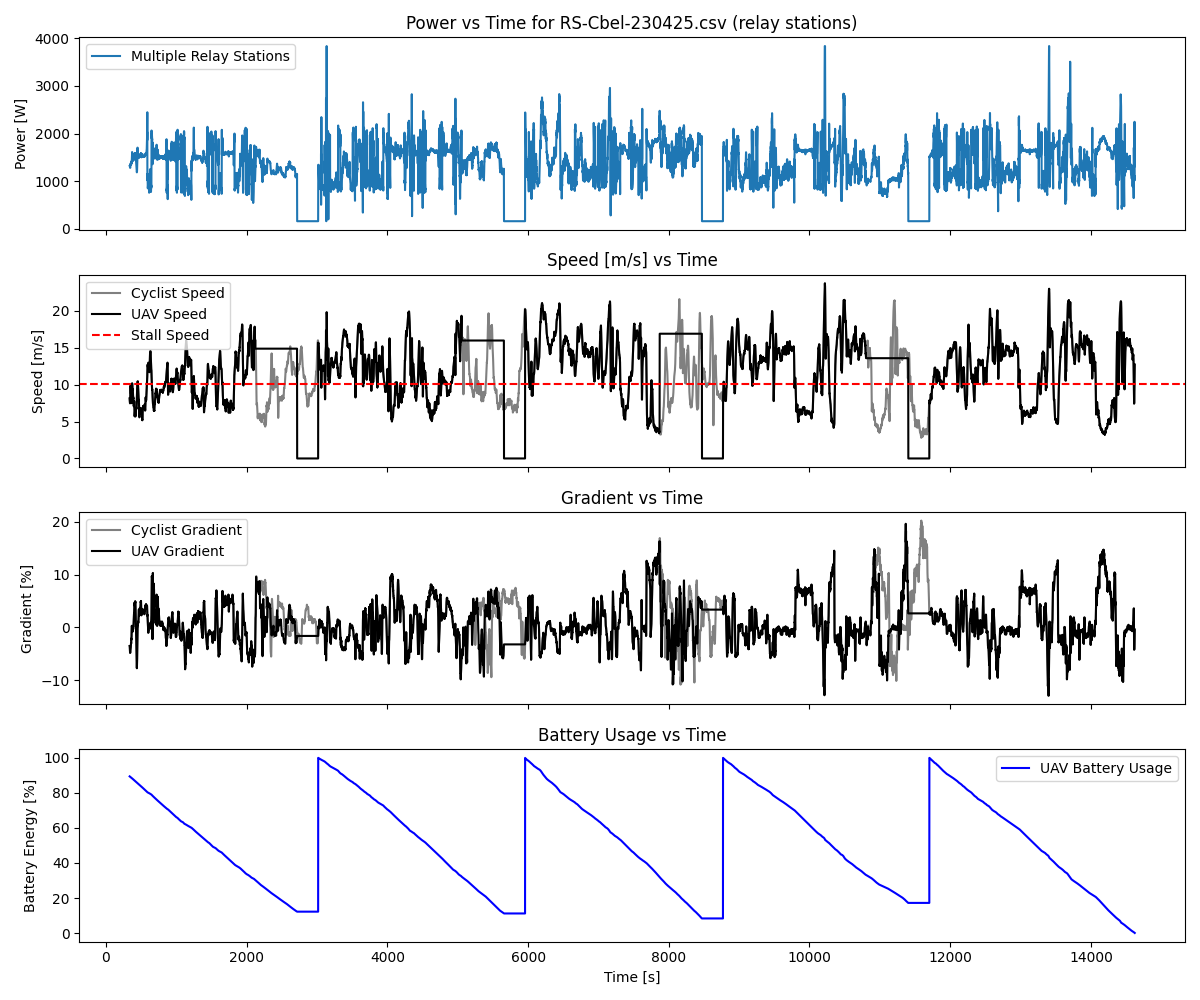 Power vs Time for RS-Cbel-230425.csv (relay stations)
Multiple Relay Stations
Power [W]
4000
3000
2000
1000
0
Speed [m/s] vs Time
Cyclist Speed
UAV Speed
Stall Speed
Speed [m/s]
20
15
10
5
0
Gradient vs Time
Cyclist Gradient
UAV Gradient
Gradient [%]
20
10
0
−10
Battery Usage vs Time
UAV Battery Usage
Battery Energy [%]
100
80
60
40
20
0
0 2000 4000 6000 8000 10000 12000 14000
Time [s]